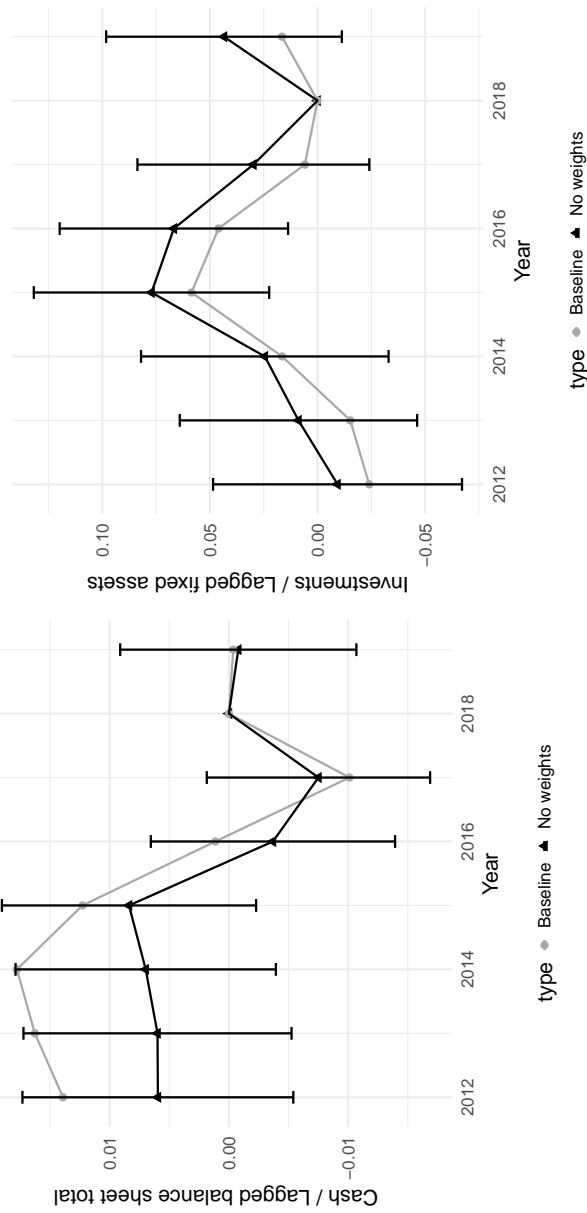 Cash / Lagged balance sheet total
0.01
0.00
−0.01
2012
2014
2016
2018
Year
type Baseline No weights
Investments / Lagged fixed assets
0.10
0.05
0.00
−0.05
2012
2014
2016
2018
Year
type Baseline No weights